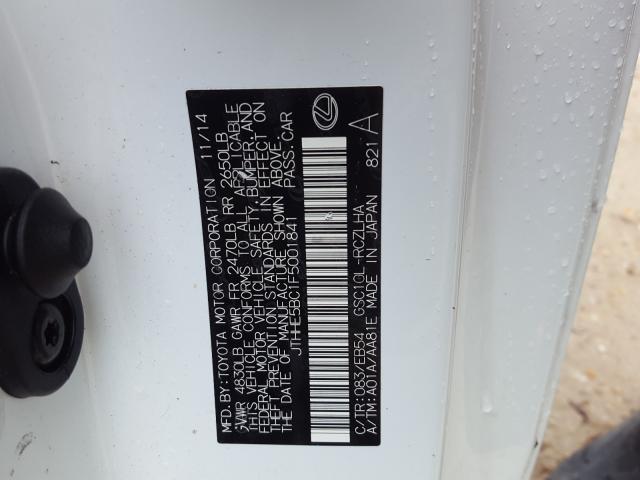 MFD.BY:TOYOTA MOTOR CORPORATION 11/14
GVWR 4830LB GAWR FR 2470LB RR 2650LB
THIS VEHICLE CONFORMS TO ALL APPLICABLE
FEDERAL MOTOR VEHICLE SAFETY, BUMPER, AND
THEFT PREVENTION STANDARDS IN EFFECT ON
THE DATE OF MANUFACTURE SHOWN ABOVE.
JTHHE5BC1F5001841 PASS.CAR
C/TR:083/EB54 GSC10L -RCZLHA
A/TM:A01A/AA81E MADE IN JAPAN 821 A